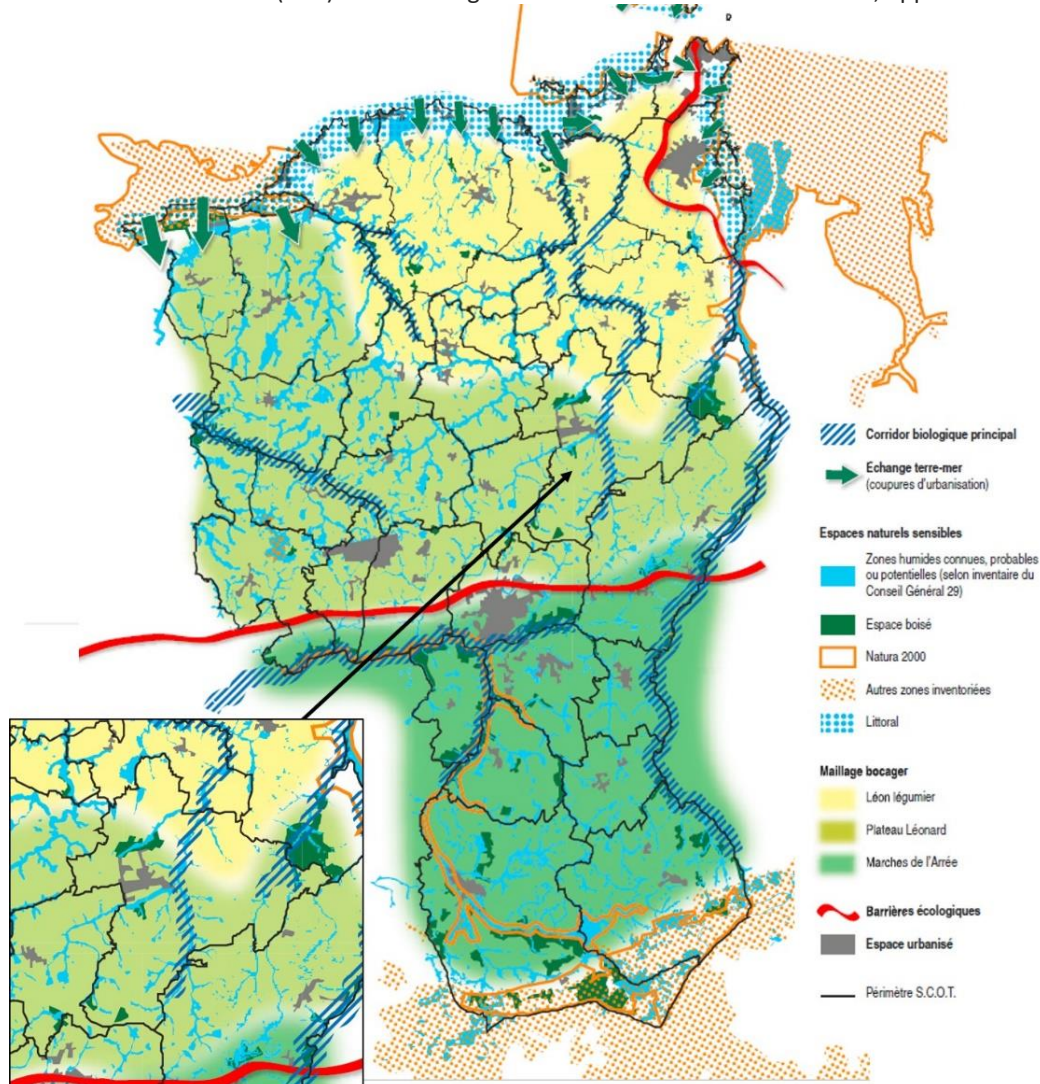 Corridor biologique principal
Echange terre-mer
(coupures d'urbanisation)
Espaces naturels sensibles
Zones humides connues, probables
ou potentielles (selon inventaire du
Conseil Général 29)
Espace boisé
Natura 2000
Autres zones inventoriées
Littoral
Maillage bocager
Léon légumier
Plateau Léonard
Marches de l'Arrée
Barrières écologiques
Espace urbanisé
Périmètre S.C.O.T.